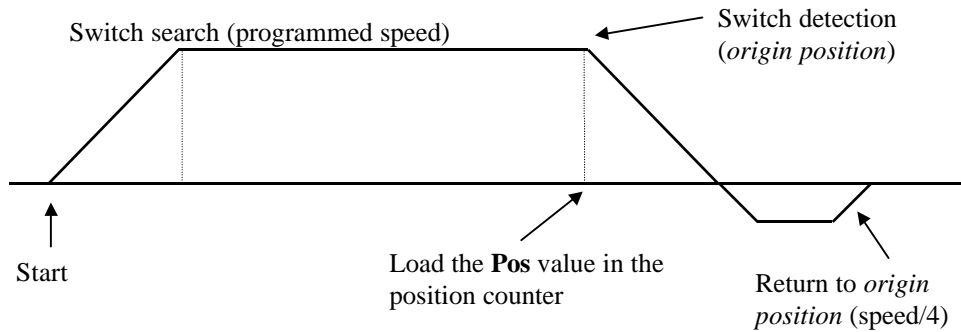 Switch search (programmed speed)
Switch detection
(origin position)
Start
Load the Pos value in the
position counter
Return to origin
position (speed/4)